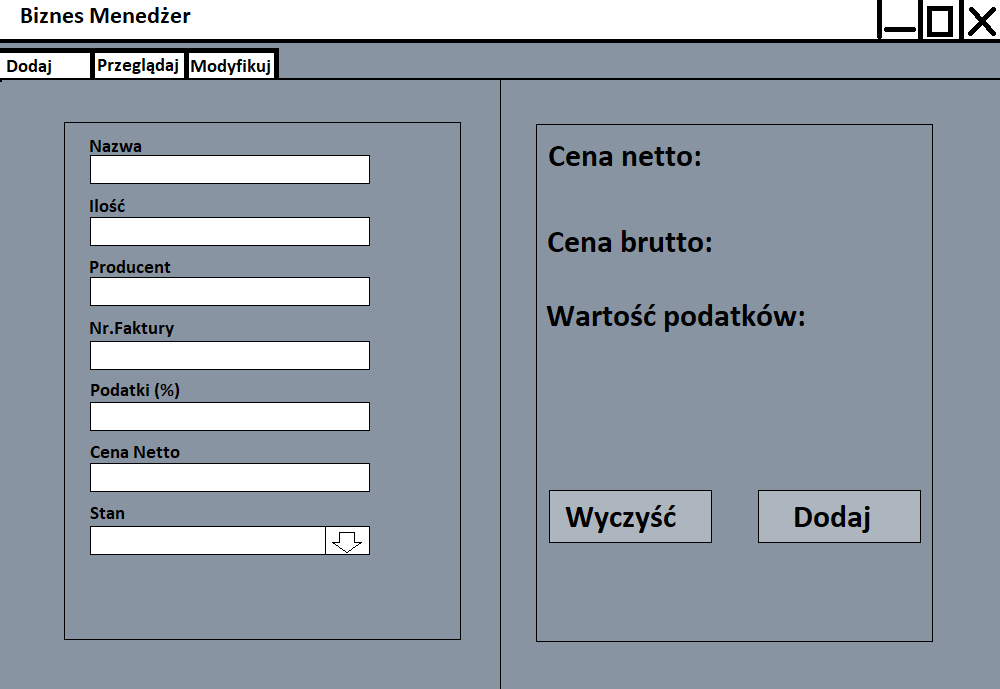 Biznes Menedżer
Dodaj Przeglądaj Modyfikuj
Nazwa
Ilość
Producent
Nr.Faktury
Podatki (%)
Cena Netto
Stan
Cena netto:
Cena brutto:
Wartość podatków:
Wyczyść Dodaj